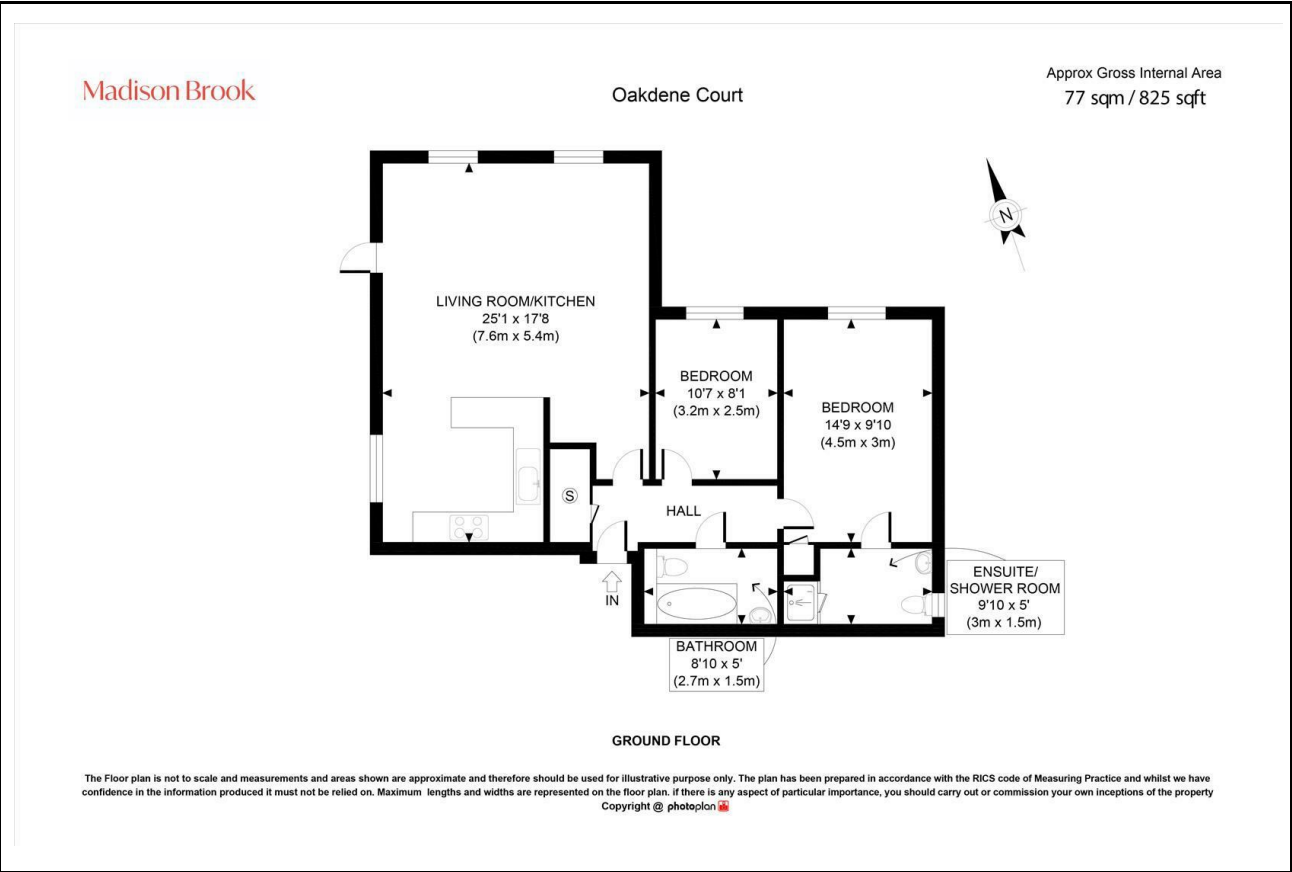 Madison Brook
Oakdene Court
Approx Gross Internal Area
77 sqm / 825 sqft
N
LIVING ROOM/KITCHEN
25'1 x 17'8
(7.6m x 5.4m)
BEDROOM
10'7 x 8'1
(3.2m x 2.5m)
BEDROOM
14'9 x 9'10
(4.5m x 3m)
S
HALL
IN
ENSUITE/
SHOWER ROOM
9'10 x 5'
(3m x 1.5m)
BATHROOM
8'10 x 5'
(2.7m x 1.5m)
GROUND FLOOR
The Floor plan is not to scale and measurements and areas shown are approximate and therefore should be used for illustrative purpose only. The plan has been prepared in accordance with the RICS code of Measuring Practice and whilst we have
confidence in the information produced it must not be relied on. Maximum lengths and widths are represented on the floor plan. if there is any aspect of particular importance, you should carry out or commission your own inceptions of the property
Copyright @ photoplan